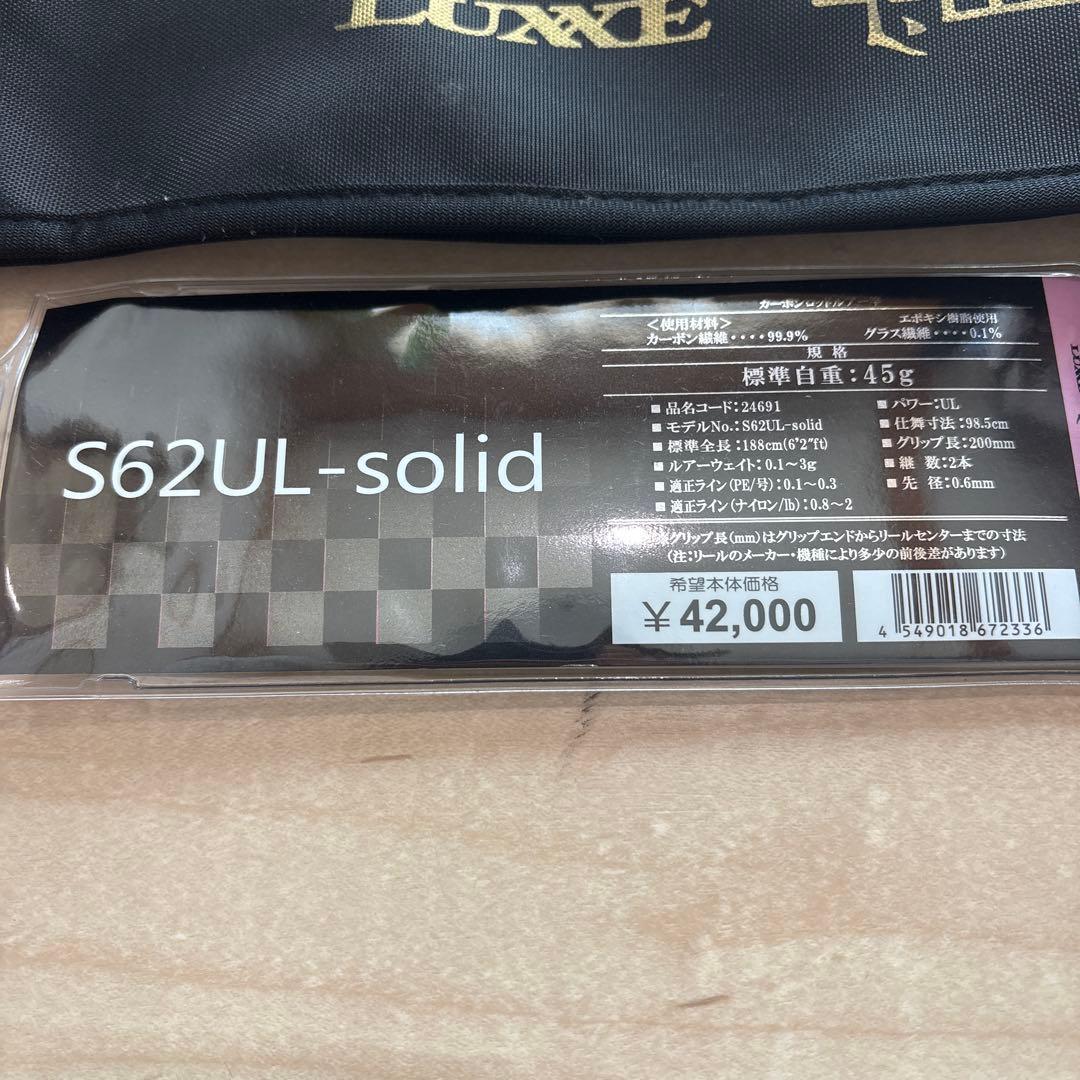 LUXXE
S62UL-solid
<使用材料>
エポキシ樹脂使用
カーボン繊維････99.9%
グラス繊維････0.1%
規格
標準自重:45g
■品名コード:24691
■モデルNo.:S62UL-solid
■標準全長:188cm(6'2"ft)
■ルアーウェイト:0.1〜3g
■適正ライン(PE/号):0.1〜0.3
■適正ライン(ナイロン/lb):0.8〜2
■パワー:UL
■仕舞寸法:98.5cm
■グリップ長:200mm
■継 数:2本
■先 径:0.6mm
グリップ長(mm)はグリップエンドからリールセンターまでの寸法
(注:リールのメーカー・機種により多少の前後差があります)
希望本体価格
¥42,000
4 549018 672336